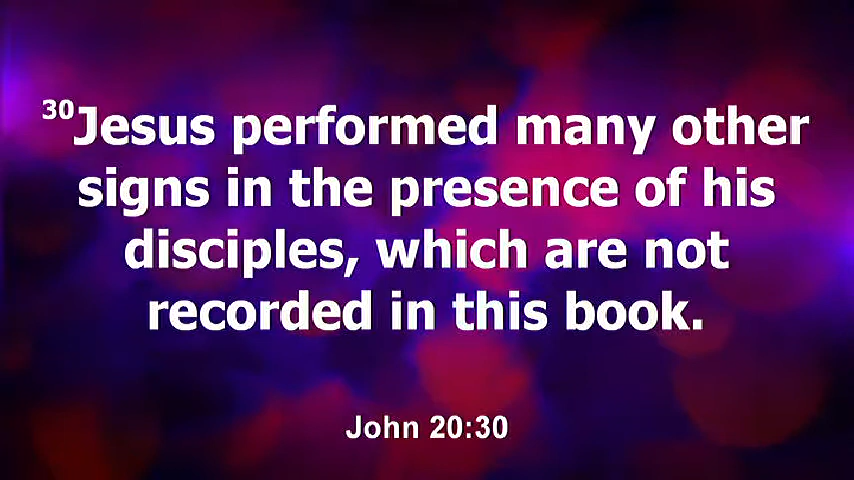 30Jesus performed many other
signs in the presence of his
disciples, which are not
recorded in this book.
John 20:30